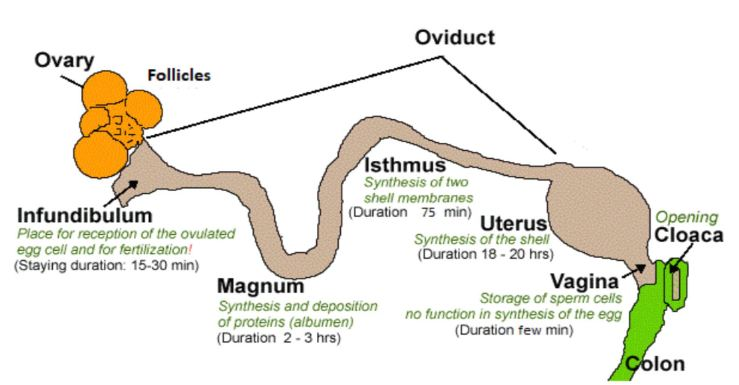 Oviduct
Ovary
Follicles
Isthmus
Synthesis of two
shell membranes
(Duration 75 min)
Infundibulum
Place for reception of the ovulated
egg cell and for fertilization!
(Staying duration: 15-30 min)
Uterus
Synthesis of the shell
(Duration 18 - 20 hrs)
Opening
Cloaca
Magnum
Synthesis and deposition
of proteins (albumen)
(Duration 2 - 3 hrs)
Vagina
Storage of sperm cells
no function in synthesis of the egg
(Duration few min)
Colon